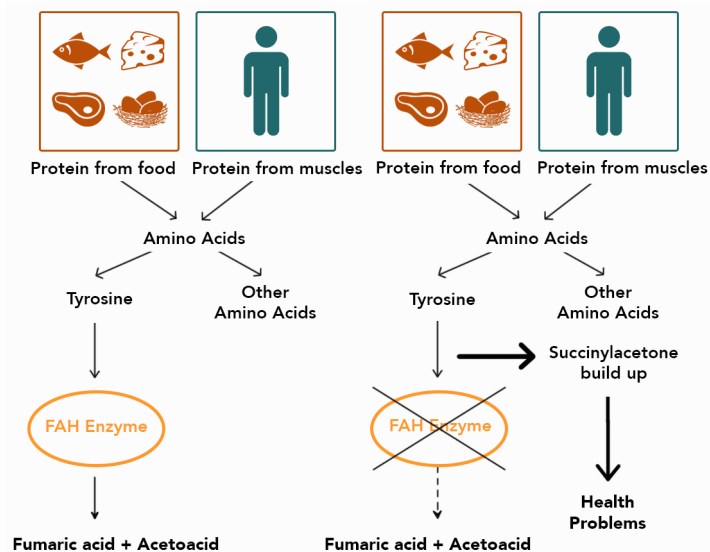 Protein from food
Protein from muscles
Amino Acids
Tyrosine
Other
Amino Acids
FAH Enzyme
Fumaric acid + Acetoacid
Protein from food
Protein from muscles
Amino Acids
Tyrosine
Other
Amino Acids
Succinylacetone
build up
FAH Enzyme
Health
Problems
Fumaric acid + Acetoacid